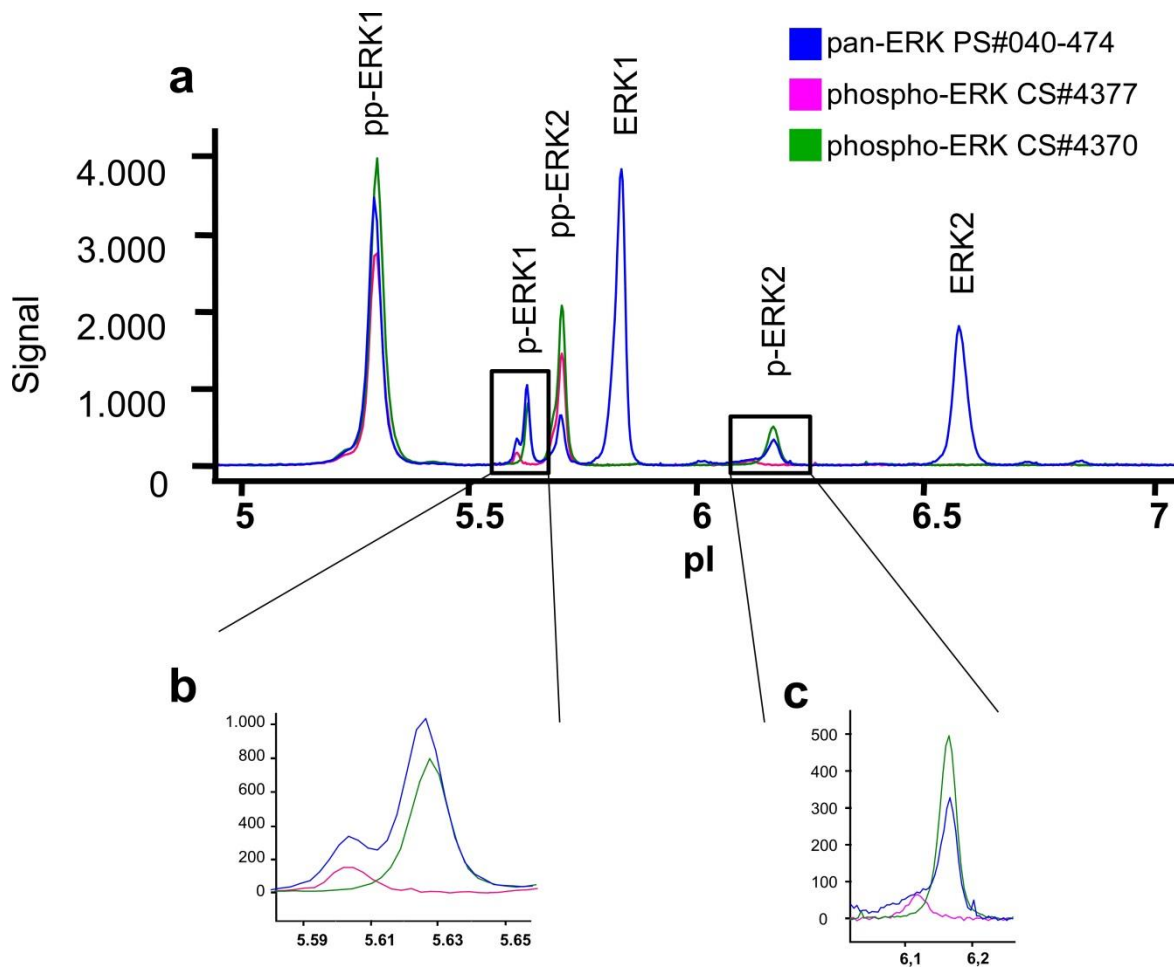 a
pan-ERK PS#040-474
phospho-ERK CS#4377
phospho-ERK CS#4370
pp-ERK1
p-ERK1
pp-ERK2
ERK1
p-ERK2
ERK2
Signal
4.000
3.000
2.000
1.000
0
5 5.5 6 6.5 7
pI
b
1.000
800
600
400
200
0
5.59 5.61 5.63 5.65
c
500
400
300
200
100
0
6,1 6,2